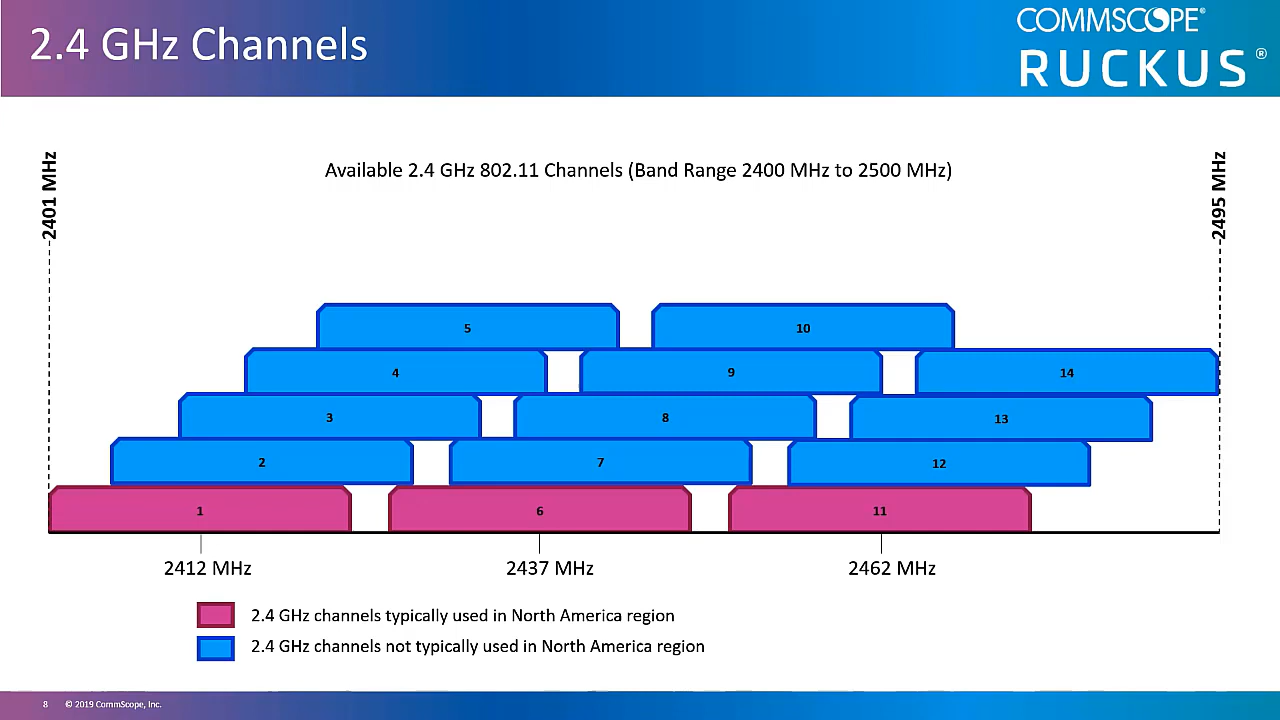 2.4 GHz Channels
COMMSCOPE®
RUCKUS®
Available 2.4 GHz 802.11 Channels (Band Range 2400 MHz to 2500 MHz)
2401 MHz
2495 MHz
5
10
4
9
14
3
8
13
2
7
12
1
6
11
2412 MHz
2437 MHz
2462 MHz
2.4 GHz channels typically used in North America region
2.4 GHz channels not typically used in North America region
8 © 2019 CommScope, Inc.